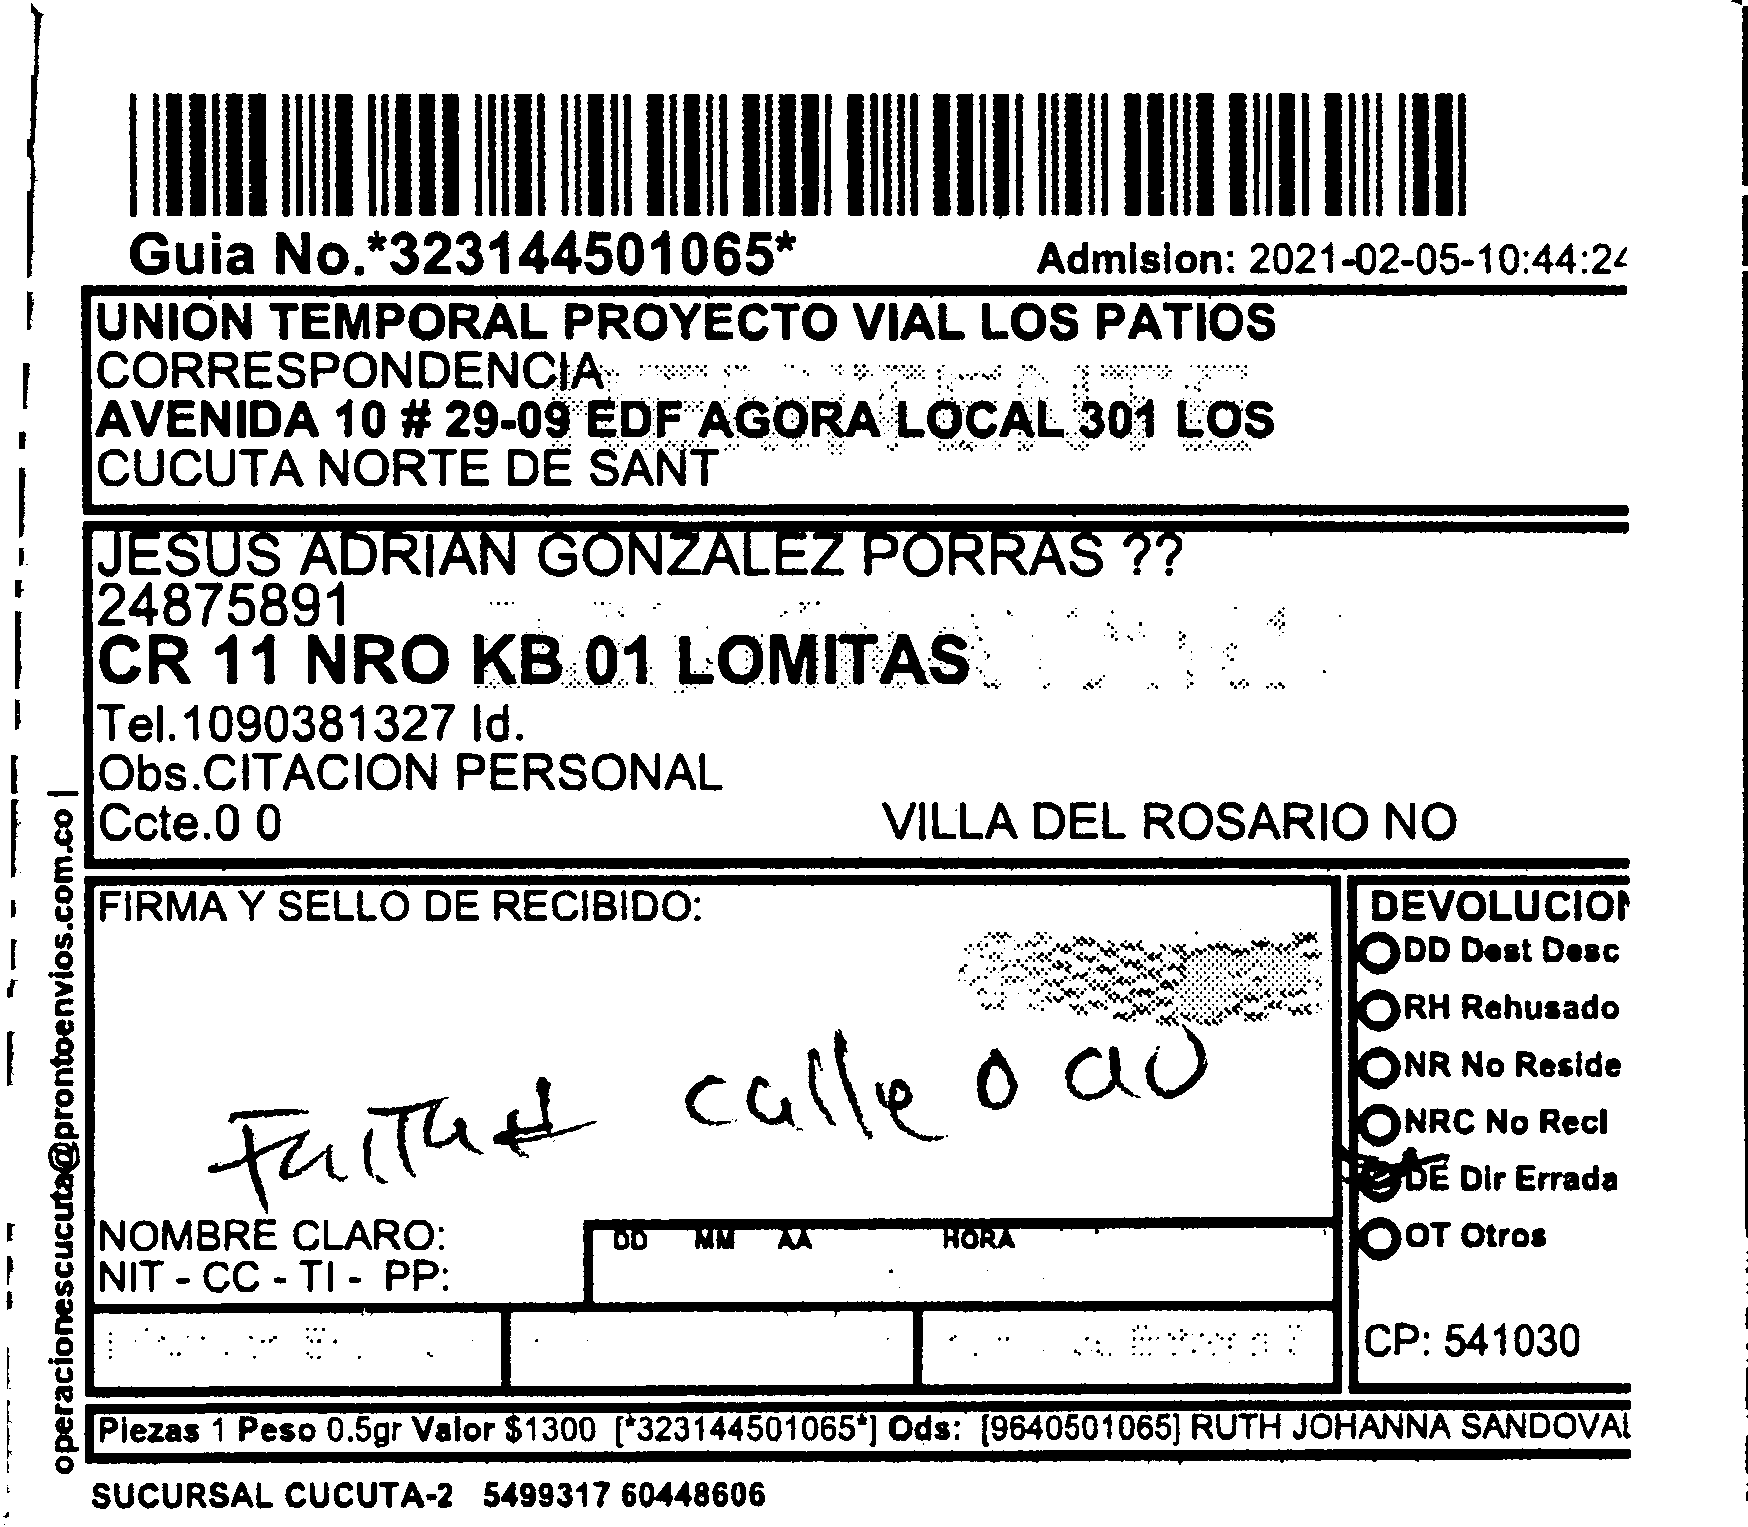 Guia No.*323144501065*
Admision: 2021-02-05-10:44:24
UNION TEMPORAL PROYECTO VIAL LOS PATIOS
CORRESPONDENCIA
AVENIDA 10 # 29-09 EDF AGORA LOCAL 301 LOS
CUCUTA NORTE DE SANT
JESUS ADRIAN GONZALEZ PORRAS ??
24875891
CR 11 NRO KB 01 LOMITAS
Tel.1090381327 Id.
Obs.CITACION PERSONAL
Ccte.0 0 VILLA DEL ROSARIO NO
operacionescucuta@prontoenvios.com.co |
FIRMA Y SELLO DE RECIBIDO:
calle o av
NOMBRE CLARO:
NIT - CC - TI - PP:
DD MM AA HORA
DEVOLUCION
DD Dest Desc
RH Rehusado
NR No Reside
NRC No Recl
DE Dir Errada
OT Otros
CP: 541030
Piezas 1 Peso 0.5gr Valor $1300 [*323144501065*] Ods: [9640501065] RUTH JOHANNA SANDOVAL
SUCURSAL CUCUTA-2 5499317 60448606